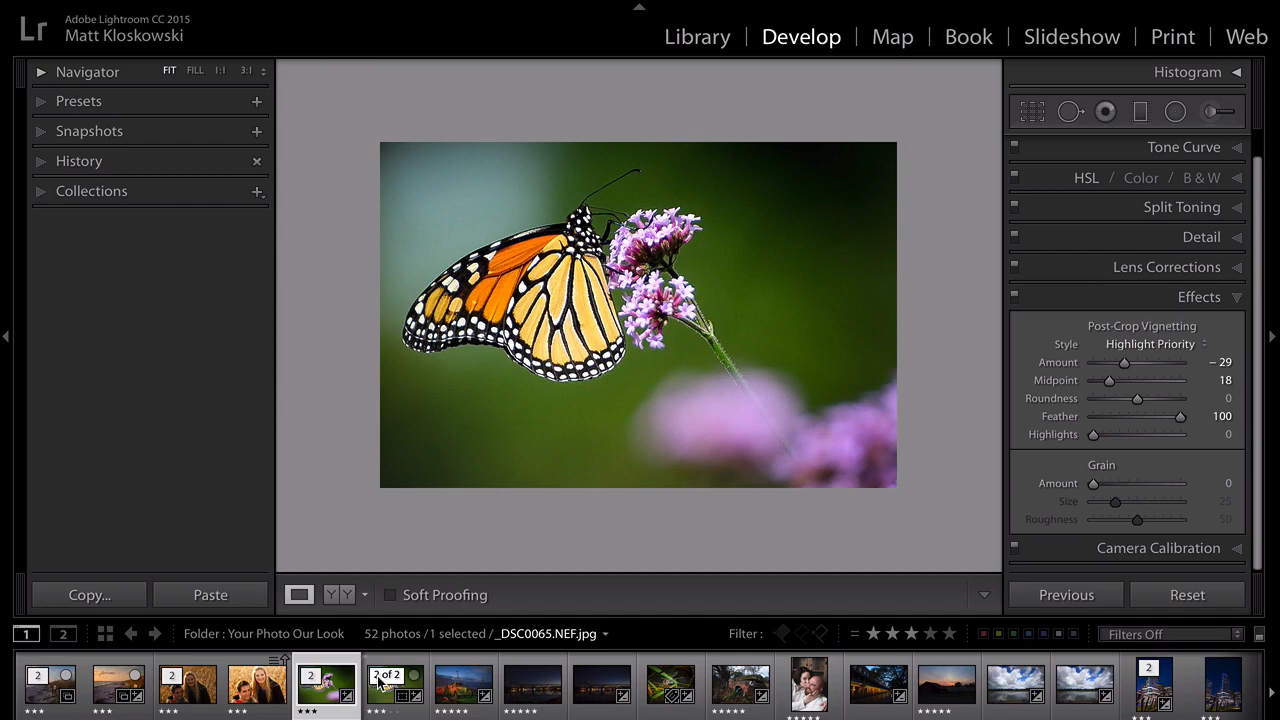 Lr
Adobe Lightroom CC 2015
Matt Kloskowski
Library | Develop | Map | Book | Slideshow | Print | Web
Navigator FIT FILL 1:1 3:1
Presets
Snapshots
History
Collections
Histogram
Tone Curve
HSL / Color / B & W
Split Toning
Detail
Lens Corrections
Effects
Post-Crop Vignetting
Style Highlight Priority
Amount – 29
Midpoint 18
Roundness 0
Feather 100
Highlights 0
Grain
Amount 0
Size 25
Roughness 50
Camera Calibration
Copy... Paste
Y Y
Soft Proofing
Previous Reset
1 2
Folder : Your Photo Our Look 52 photos / 1 selected / _DSC0065.NEF.jpg
Filter :
Filters Off
2 2 2 2 of 2 2